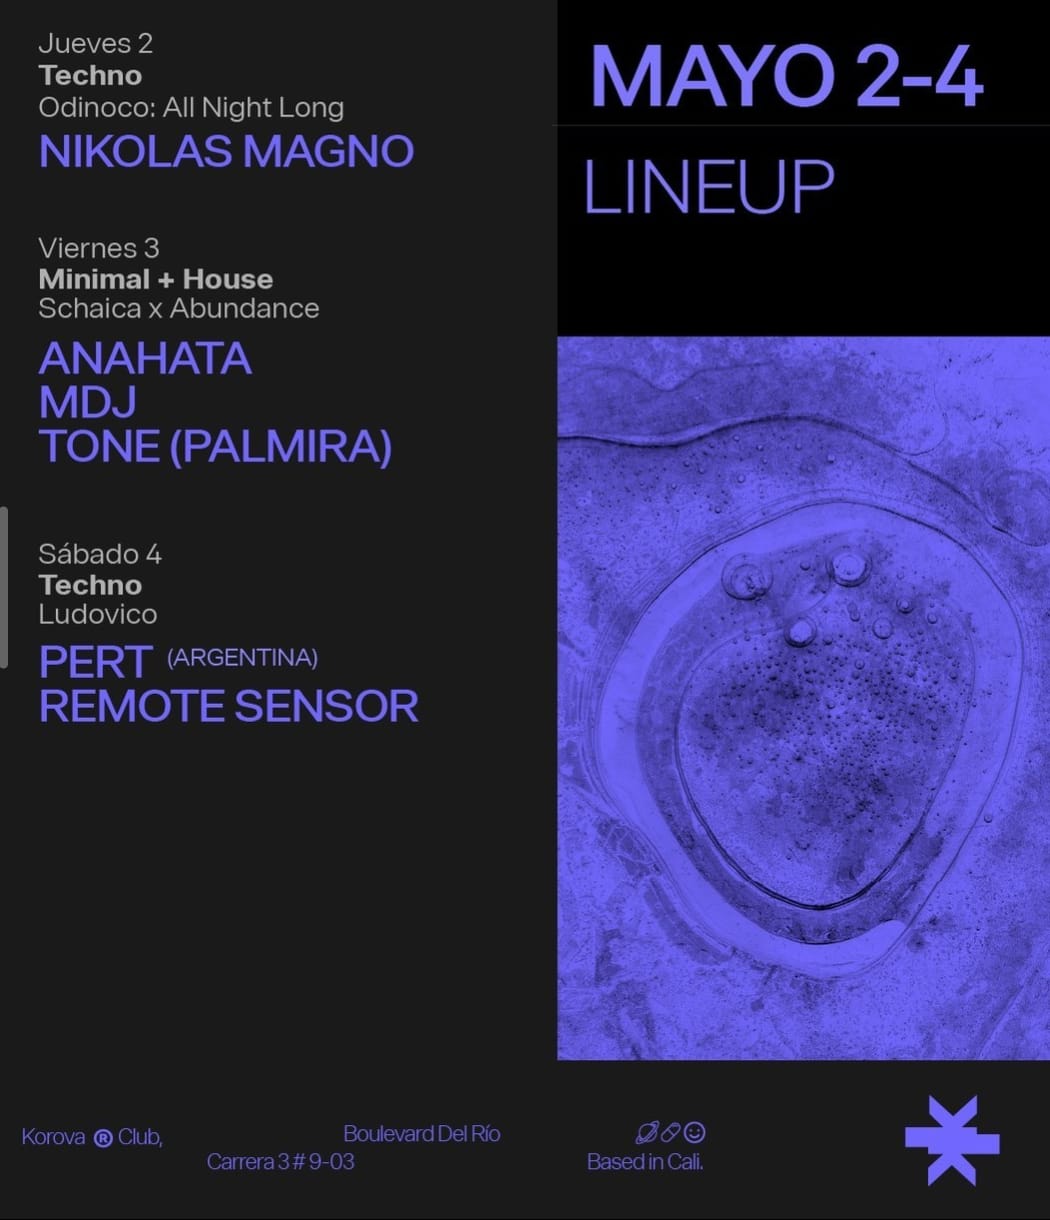 Jueves 2
Techno
Odinoco: All Night Long
NIKOLAS MAGNO
Viernes 3
Minimal + House
Schaica x Abundance
ANAHATA
MDJ
TONE (PALMIRA)
Sábado 4
Techno
Ludovico
PERT (ARGENTINA)
REMOTE SENSOR
MAYO 2-4
LINEUP
Korova ® Club,
Boulevard Del Río
Carrera 3 # 9-03
Based in Cali.